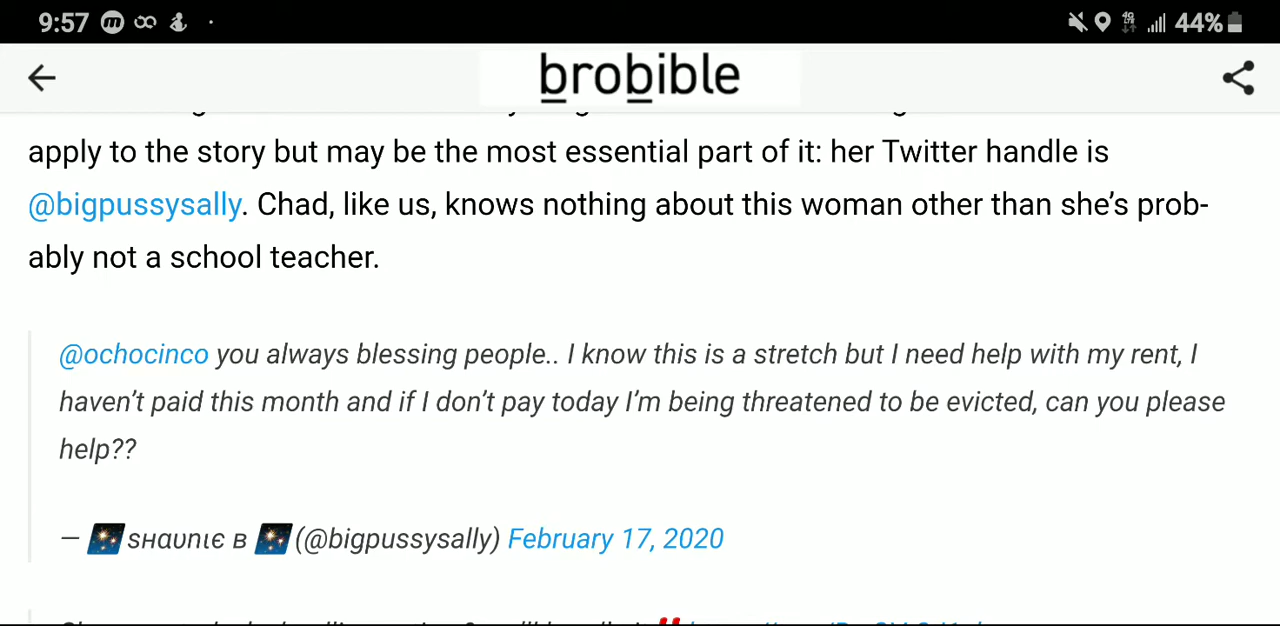 9:57
44%
brobible
apply to the story but may be the most essential part of it: her Twitter handle is
@bigpussysally. Chad, like us, knows nothing about this woman other than she’s prob-
ably not a school teacher.
@ochocinco you always blessing people.. I know this is a stretch but I need help with my rent, I
haven’t paid this month and if I don’t pay today I’m being threatened to be evicted, can you please
help??
— 🎇 ѕнαυηιє в 🎇 (@bigpussysally) February 17, 2020